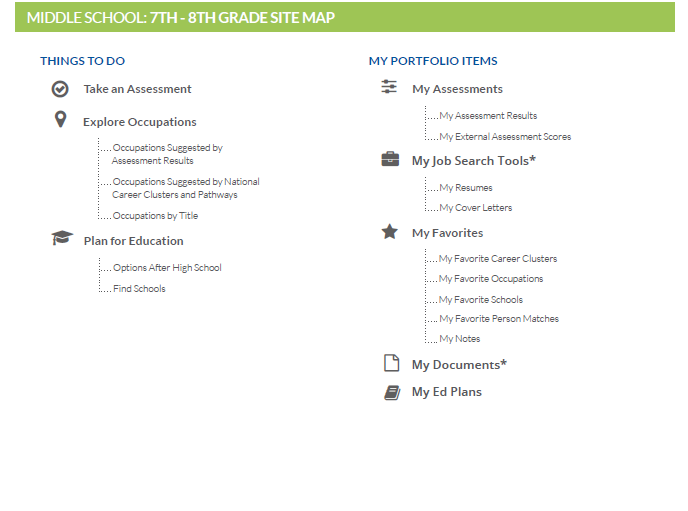 MIDDLE SCHOOL: 7TH - 8TH GRADE SITE MAP
THINGS TO DO
Take an Assessment
Explore Occupations
Occupations Suggested by
Assessment Results
Occupations Suggested by National
Career Clusters and Pathways
Occupations by Title
Plan for Education
Options After High School
Find Schools
MY PORTFOLIO ITEMS
My Assessments
My Assessment Results
My External Assessment Scores
My Job Search Tools*
My Resumes
My Cover Letters
My Favorites
My Favorite Career Clusters
My Favorite Occupations
My Favorite Schools
My Favorite Person Matches
My Notes
My Documents*
My Ed Plans